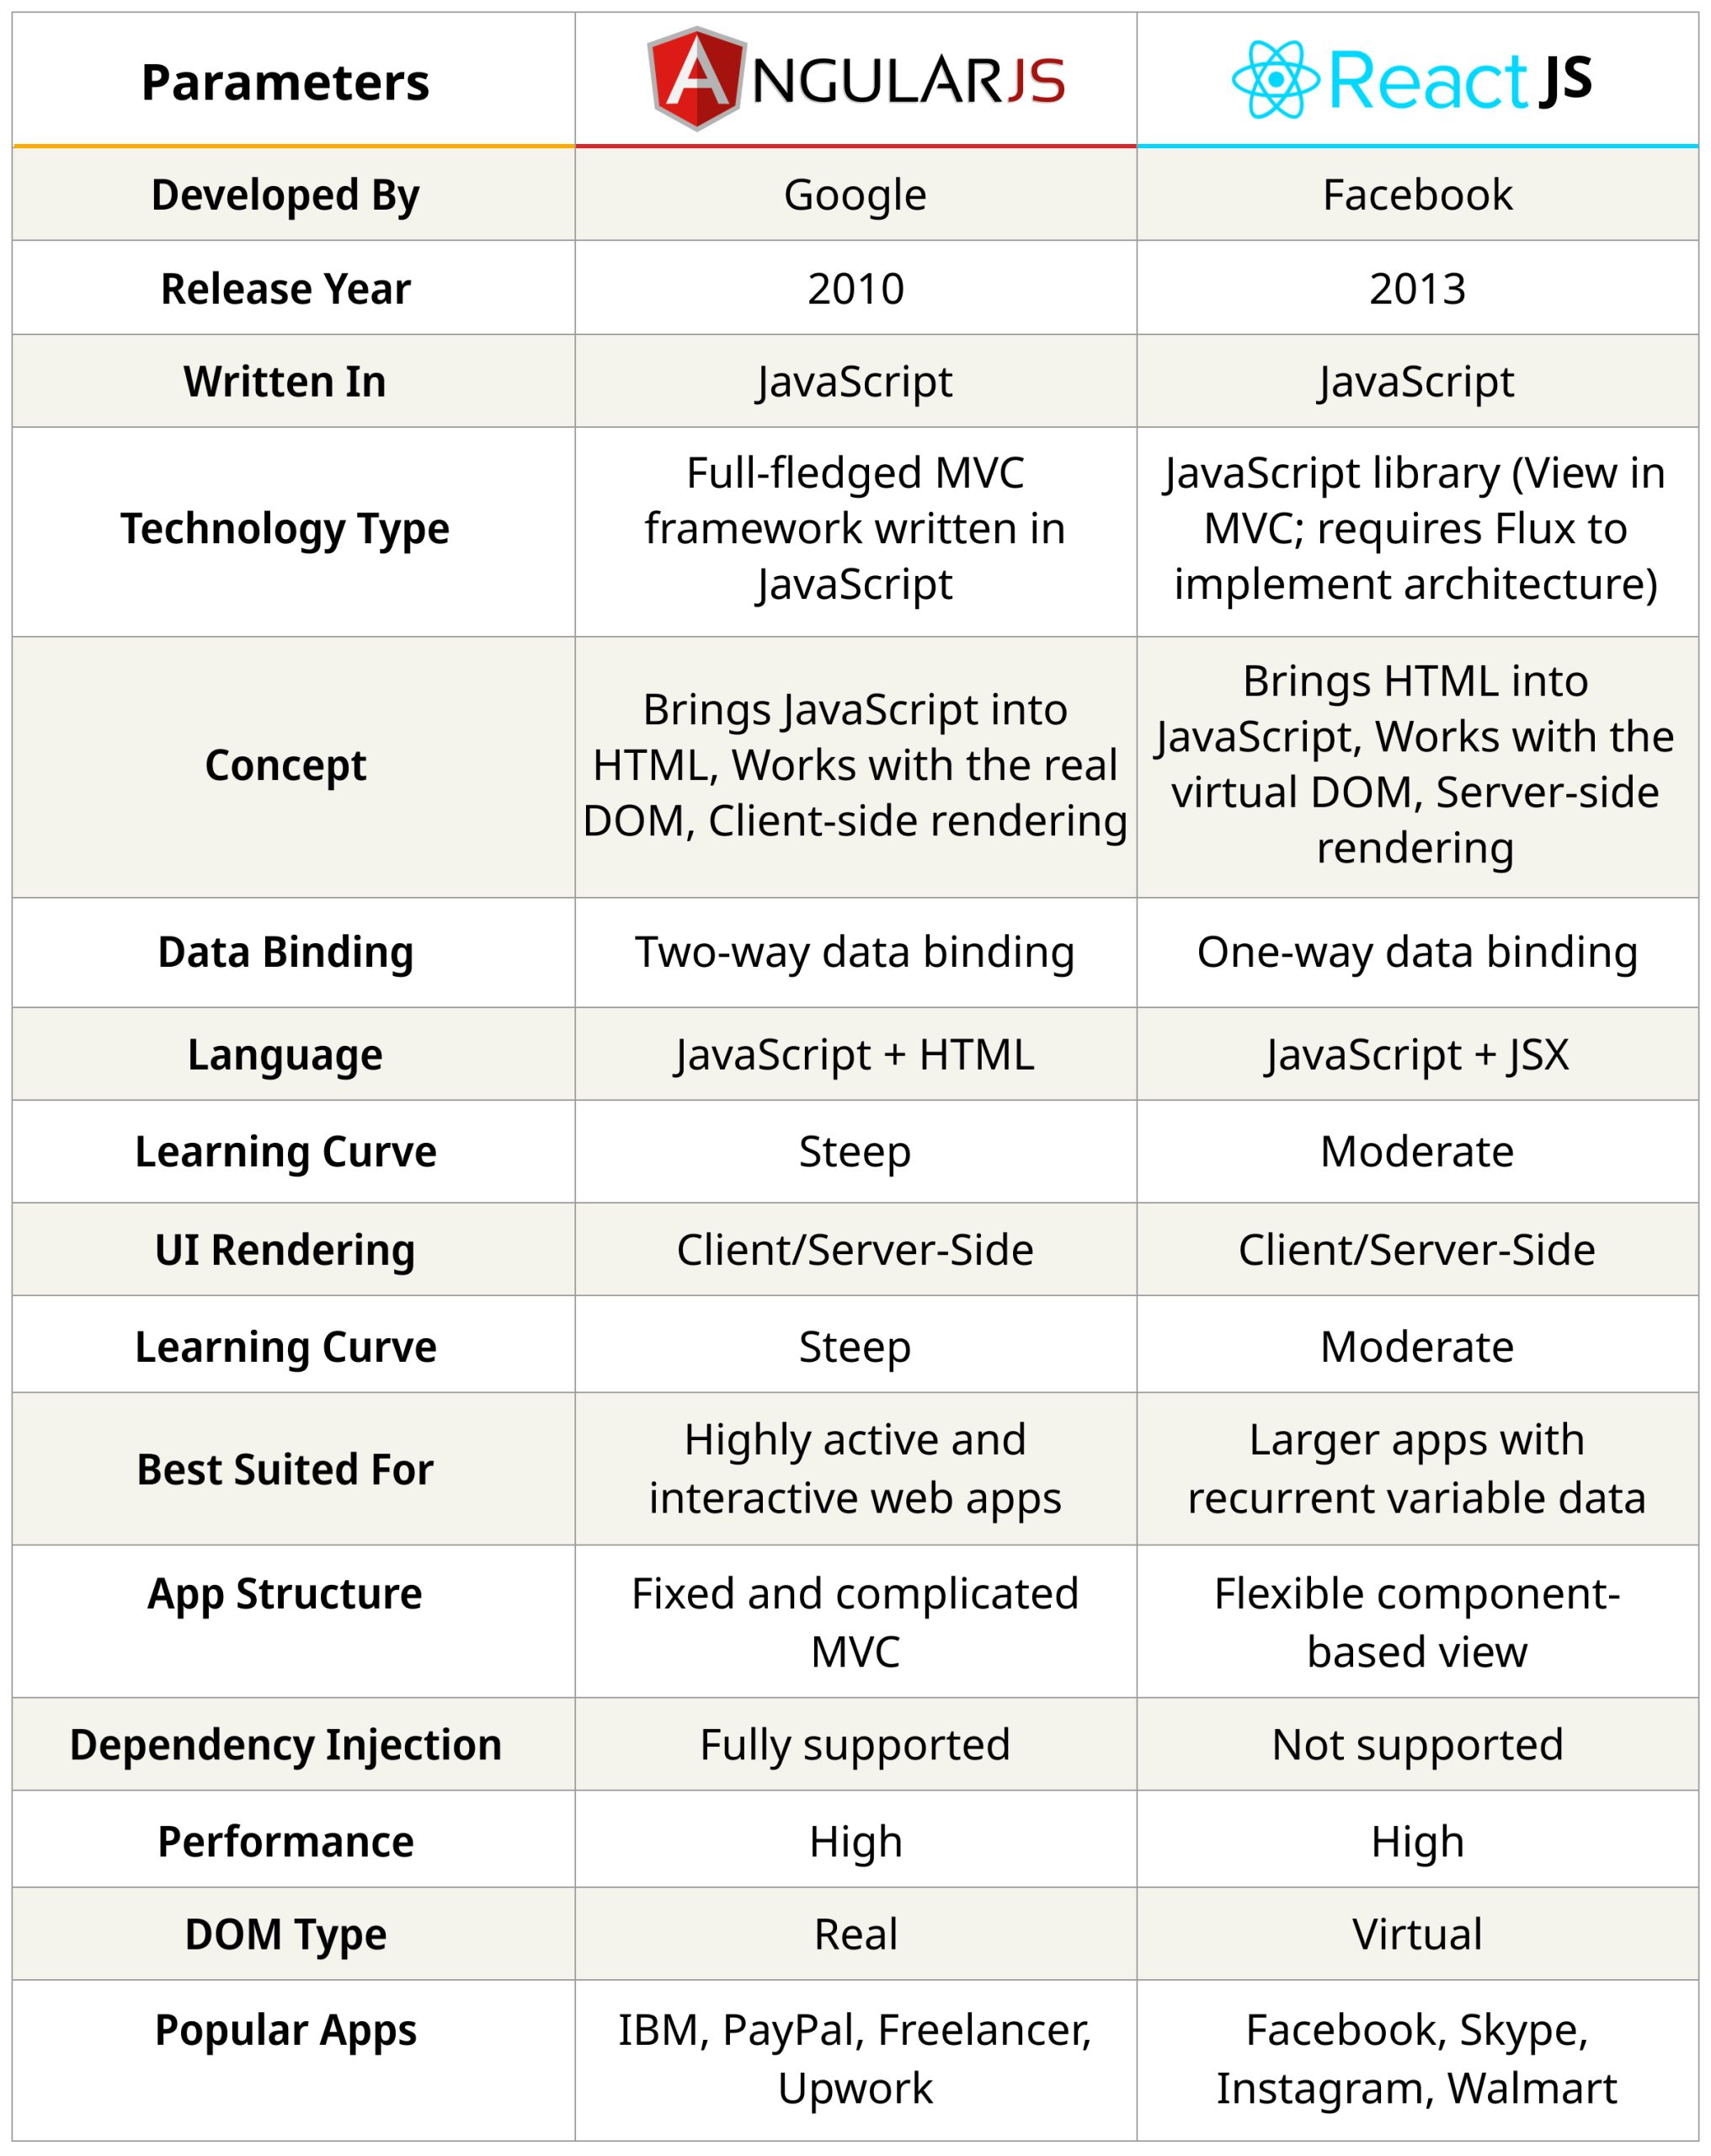 Parameters
ANGULARJS
React JS
Developed By
Google
Facebook
Release Year
2010
2013
Written In
JavaScript
JavaScript
Technology Type
Full-fledged MVC
framework written in
JavaScript
JavaScript library (View in
MVC; requires Flux to
implement architecture)
Concept
Brings JavaScript into
HTML, Works with the real
DOM, Client-side rendering
Brings HTML into
JavaScript, Works with the
virtual DOM, Server-side
rendering
Data Binding
Two-way data binding
One-way data binding
Language
JavaScript + HTML
JavaScript + JSX
Learning Curve
Steep
Moderate
UI Rendering
Client/Server-Side
Client/Server-Side
Learning Curve
Steep
Moderate
Best Suited For
Highly active and
interactive web apps
Larger apps with
recurrent variable data
App Structure
Fixed and complicated
MVC
Flexible component-
based view
Dependency Injection
Fully supported
Not supported
Performance
High
High
DOM Type
Real
Virtual
Popular Apps
IBM, PayPal, Freelancer,
Upwork
Facebook, Skype,
Instagram, Walmart